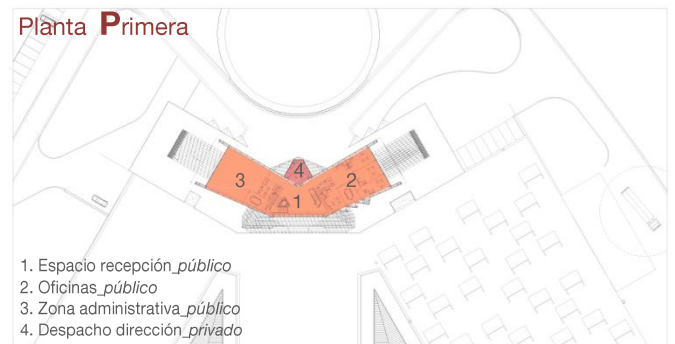 Planta Primera
4
3
2
1
1. Espacio recepción_público
2. Oficinas_público
3. Zona administrativa_público
4. Despacho dirección_privado